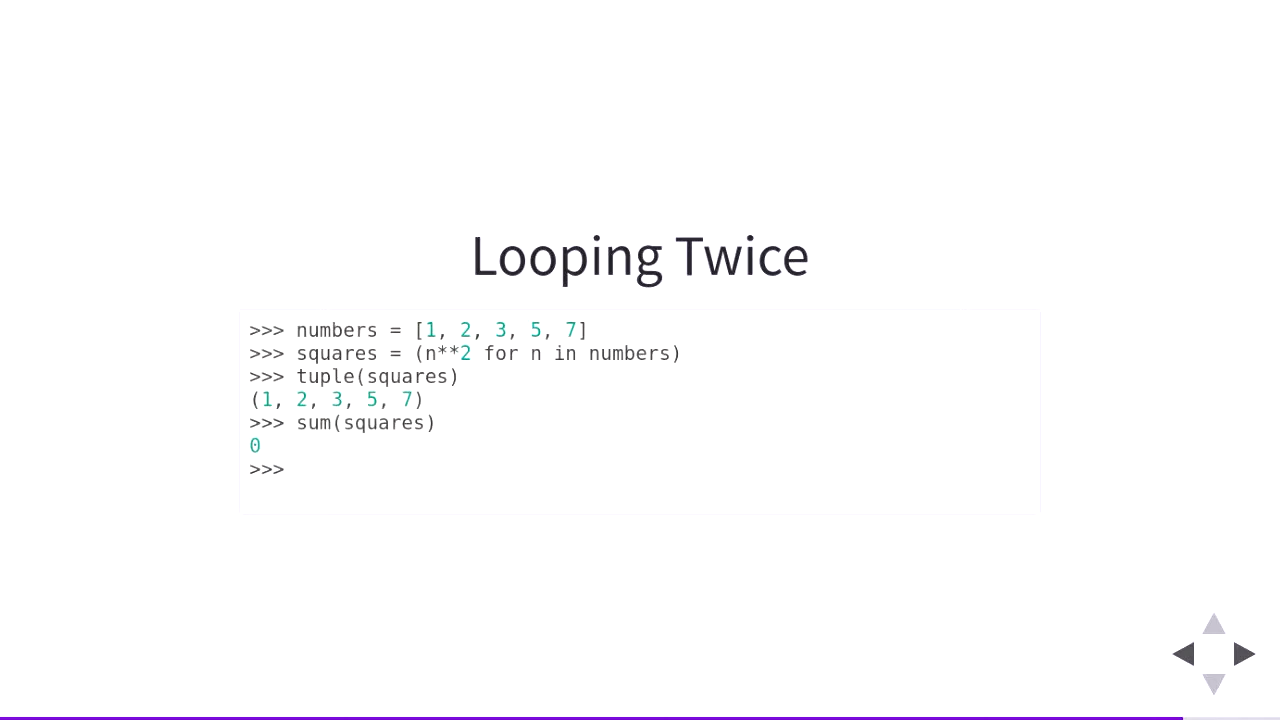 Looping Twice
>>> numbers = [1, 2, 3, 5, 7]
>>> squares = (n**2 for n in numbers)
>>> tuple(squares)
(1, 2, 3, 5, 7)
>>> sum(squares)
0
>>>